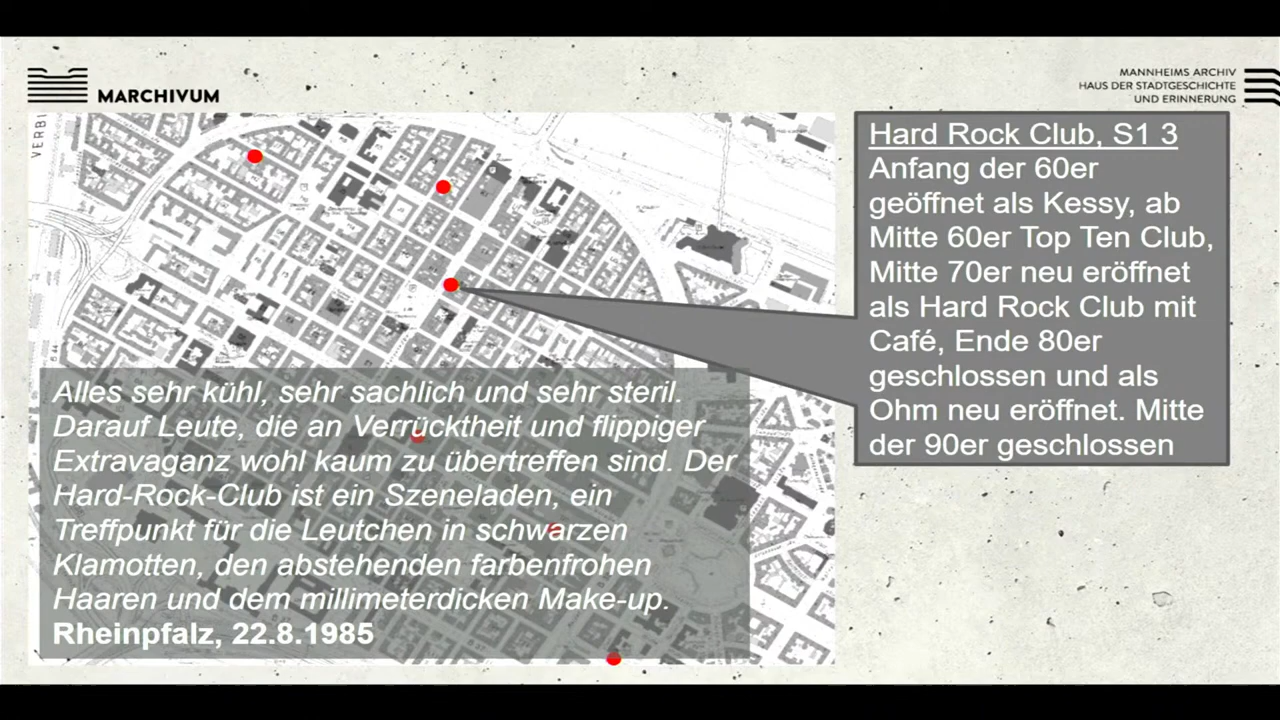 MARCHIVUM
MANNHEIMS ARCHIV
HAUS DER STADTGESCHICHTE
UND ERINNERUNG
VERBI
Hard Rock Club, S1 3
Anfang der 60er
geöffnet als Kessy, ab
Mitte 60er Top Ten Club,
Mitte 70er neu eröffnet
als Hard Rock Club mit
Café, Ende 80er
geschlossen und als
Ohm neu eröffnet. Mitte
der 90er geschlossen
Alles sehr kühl, sehr sachlich und sehr steril.
Darauf Leute, die an Verrücktheit und flippiger
Extravaganz wohl kaum zu übertreffen sind. Der
Hard-Rock-Club ist ein Szeneladen, ein
Treffpunkt für die Leutchen in schwarzen
Klamotten, den abstehenden farbenfrohen
Haaren und dem millimeterdicken Make-up.
Rheinpfalz, 22.8.1985